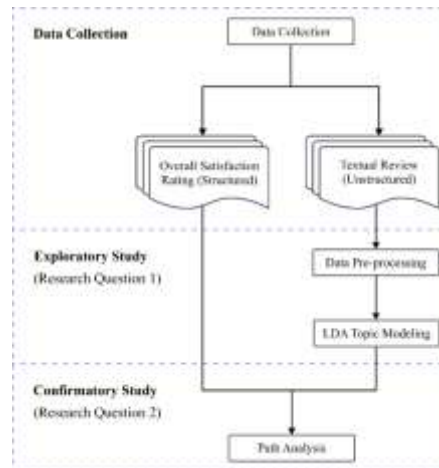 Data Collection
Data Collection
Overall Satisfaction
Rating (Structured)
Textual Review
(Unstructured)
Exploratory Study
(Research Question 1)
Data Pre-processing
LDA Topic Modeling
Confirmatory Study
(Research Question 2)
Path Analysis